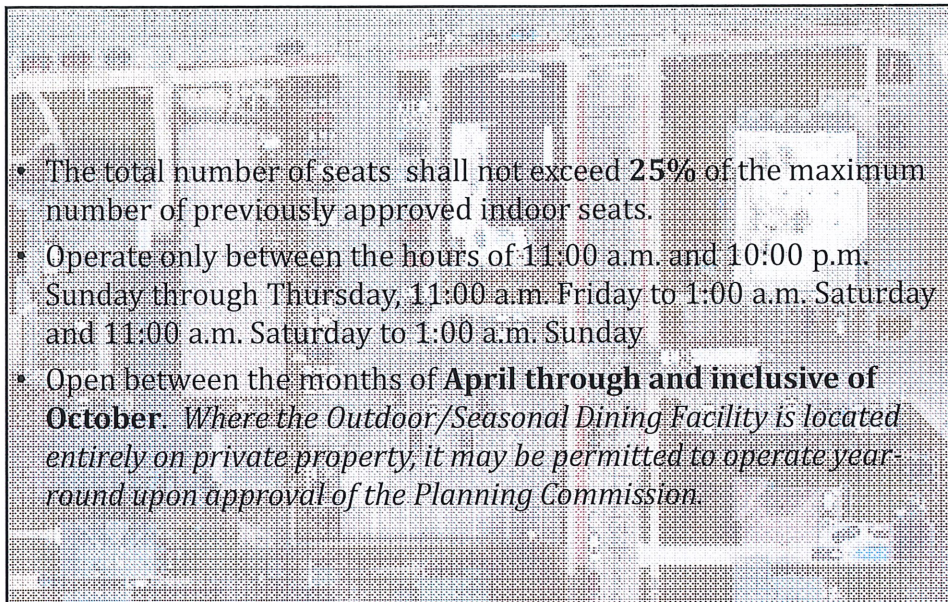 • The total number of seats shall not exceed 25% of the maximum
number of previously approved indoor seats.
• Operate only between the hours of 11:00 a.m. and 10:00 p.m.
Sunday through Thursday, 11:00 a.m. Friday to 1:00 a.m. Saturday
and 11:00 a.m. Saturday to 1:00 a.m. Sunday
• Open between the months of April through and inclusive of
October. Where the Outdoor/Seasonal Dining Facility is located
entirely on private property, it may be permitted to operate year-
round upon approval of the Planning Commission.